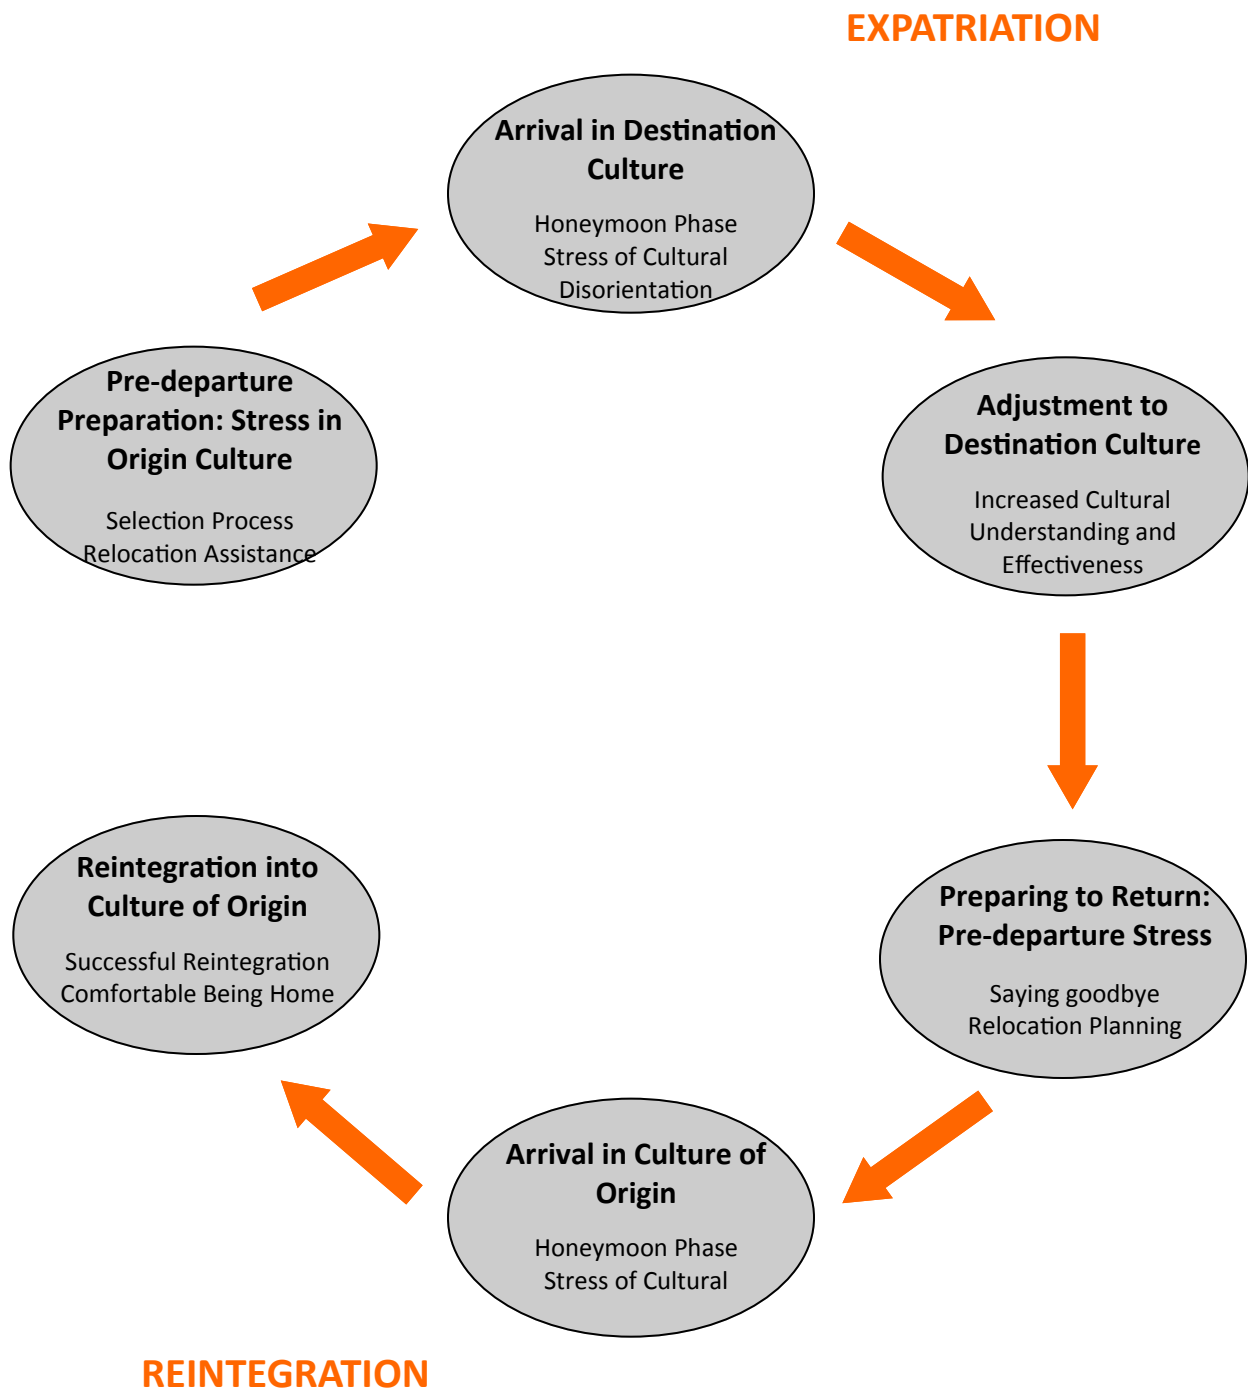 EXPATRIATION
Arrival in Destination
Culture
Honeymoon Phase
Stress of Cultural
Disorientation
Pre-departure
Preparation: Stress in
Origin Culture
Selection Process
Relocation Assistance
Adjustment to
Destination Culture
Increased Cultural
Understanding and
Effectiveness
Preparing to Return:
Pre-departure Stress
Saying goodbye
Relocation Planning
Arrival in Culture of
Origin
Honeymoon Phase
Stress of Cultural
Reintegration into
Culture of Origin
Successful Reintegration
Comfortable Being Home
REINTEGRATION